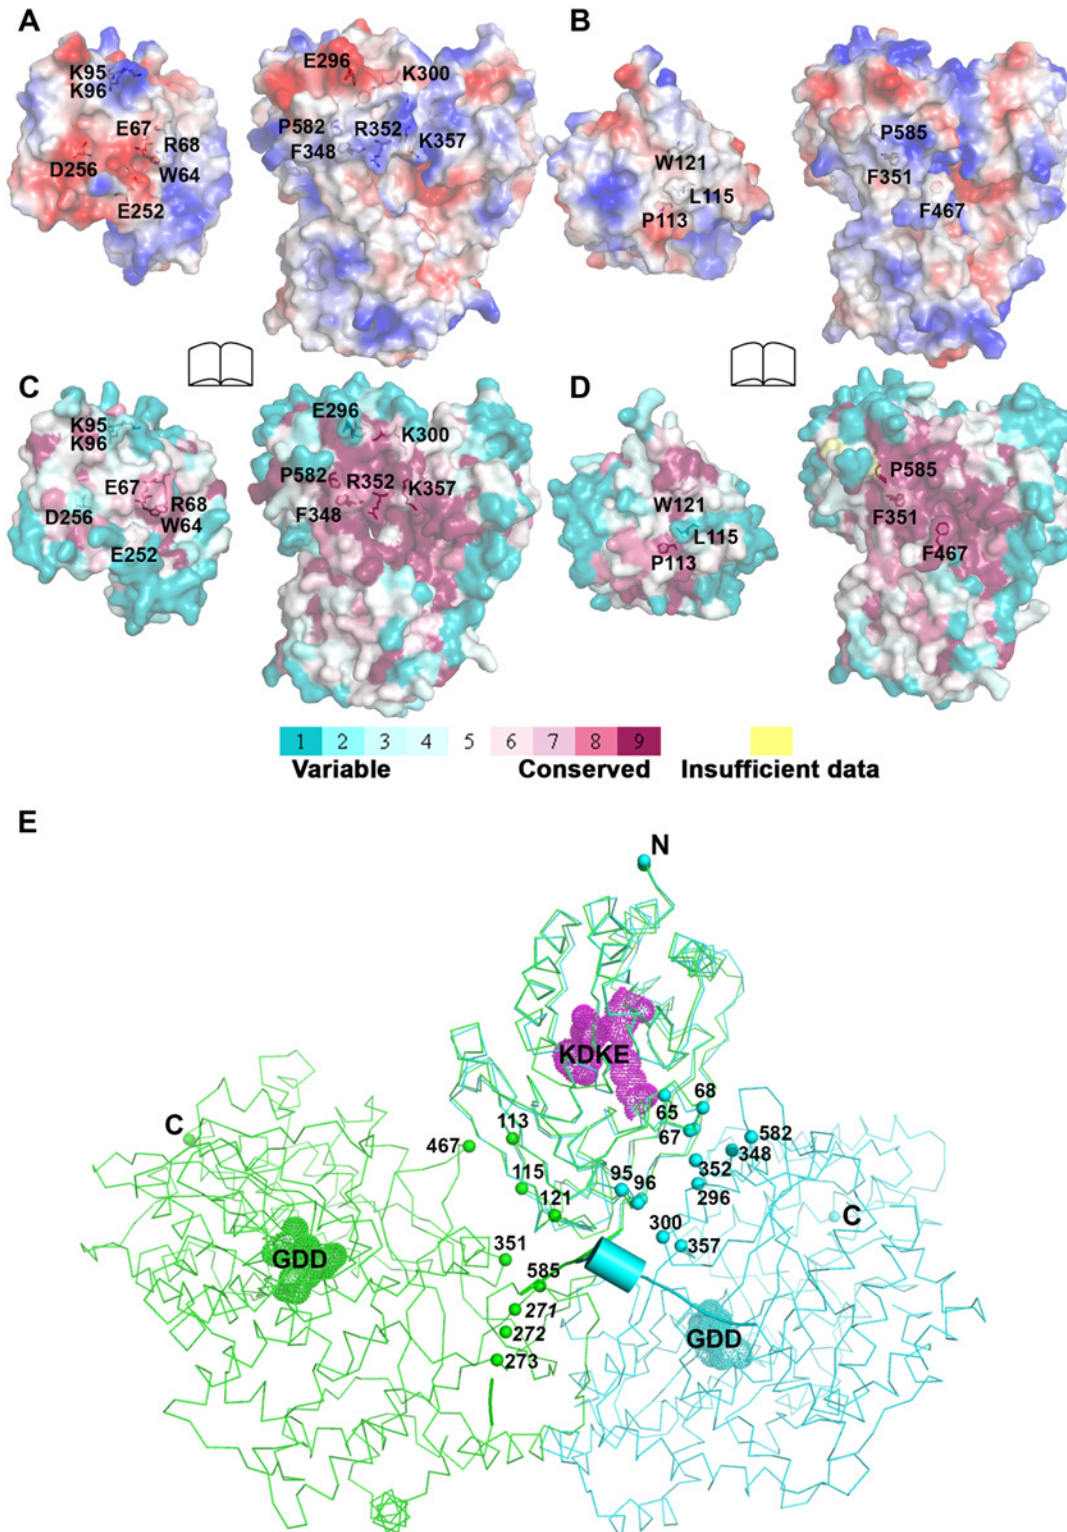 A
B
K95
K96
E67
R68
D256
W64
E252
E296
K300
P582
R352
F348
K357
W121
L115
P113
P585
F351
F467
C
D
K95
K96
E67
R68
D256
W64
E252
E296
K300
P582
R352
K357
F348
W121
L115
P113
P585
F351
F467
1 2 3 4 5 6 7 8 9
Variable Conserved Insufficient data
E
N
KDKE
C
467
113
115
121
65
68
67
582
348
352
296
95
96
300
357
C
351
585
271
272
273
GDD
GDD